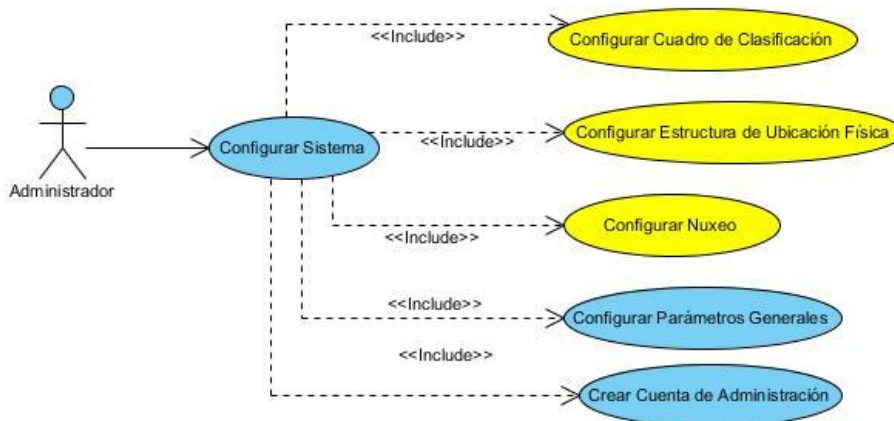 <<Include>>
Configurar Cuadro de Clasificación
Configurar Sistema
<<Include>>
Configurar Estructura de Ubicación Física
Administrador
<<Include>>
Configurar Nuxeo
<<Include>>
Configurar Parámetros Generales
<<Include>>
Crear Cuenta de Administración